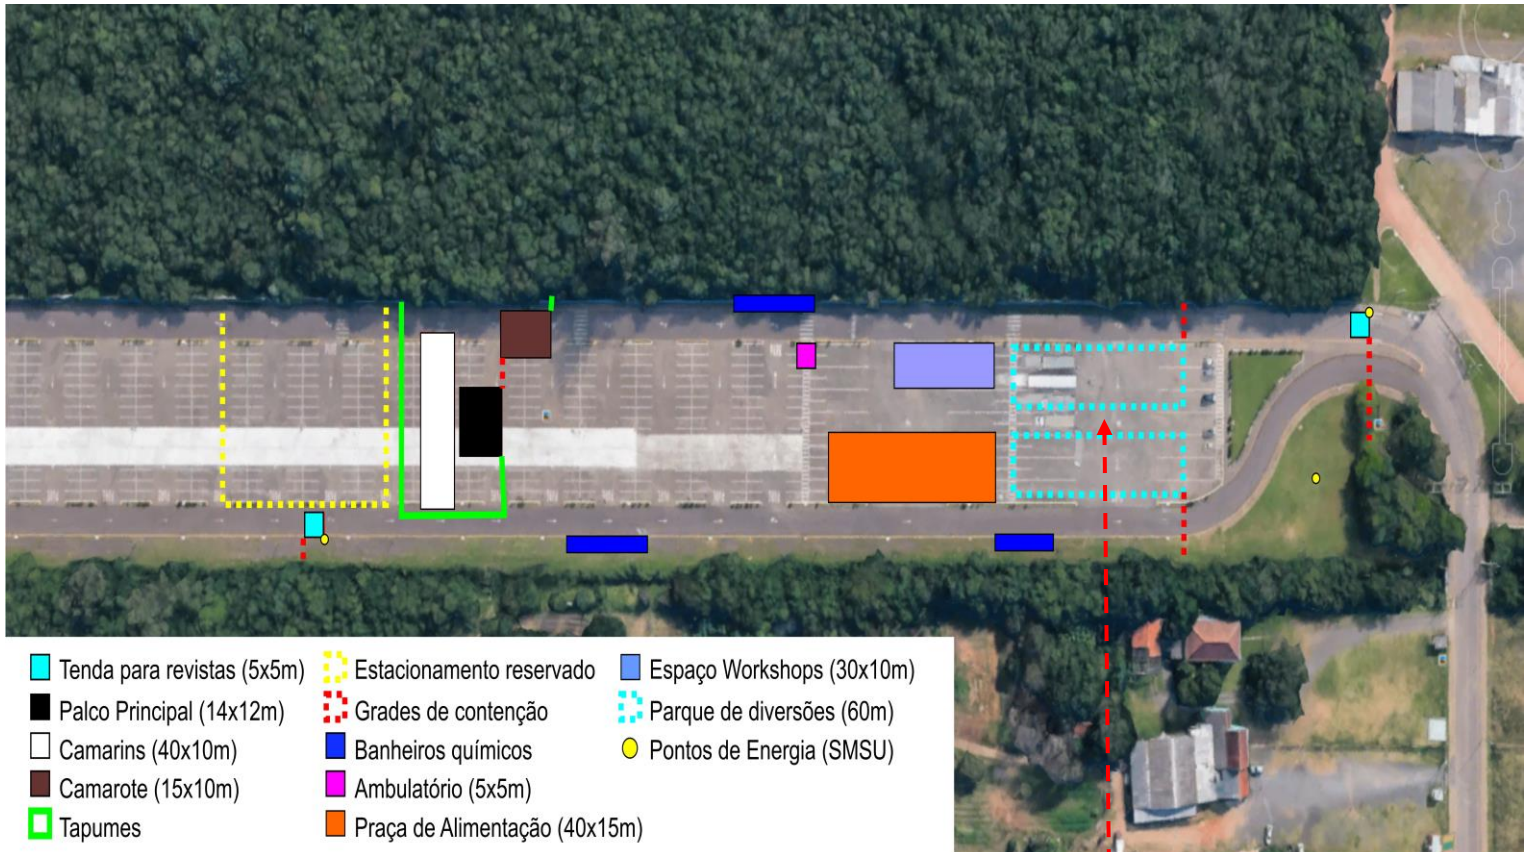 Tenda para revistas (5x5m)
Palco Principal (14x12m)
Camarins (40x10m)
Camarote (15x10m)
Tapumes
Estacionamento reservado
Grades de contenção
Banheiros químicos
Ambulatório (5x5m)
Praça de Alimentação (40x15m)
Espaço Workshops (30x10m)
Parque de diversões (60m)
Pontos de Energia (SMSU)